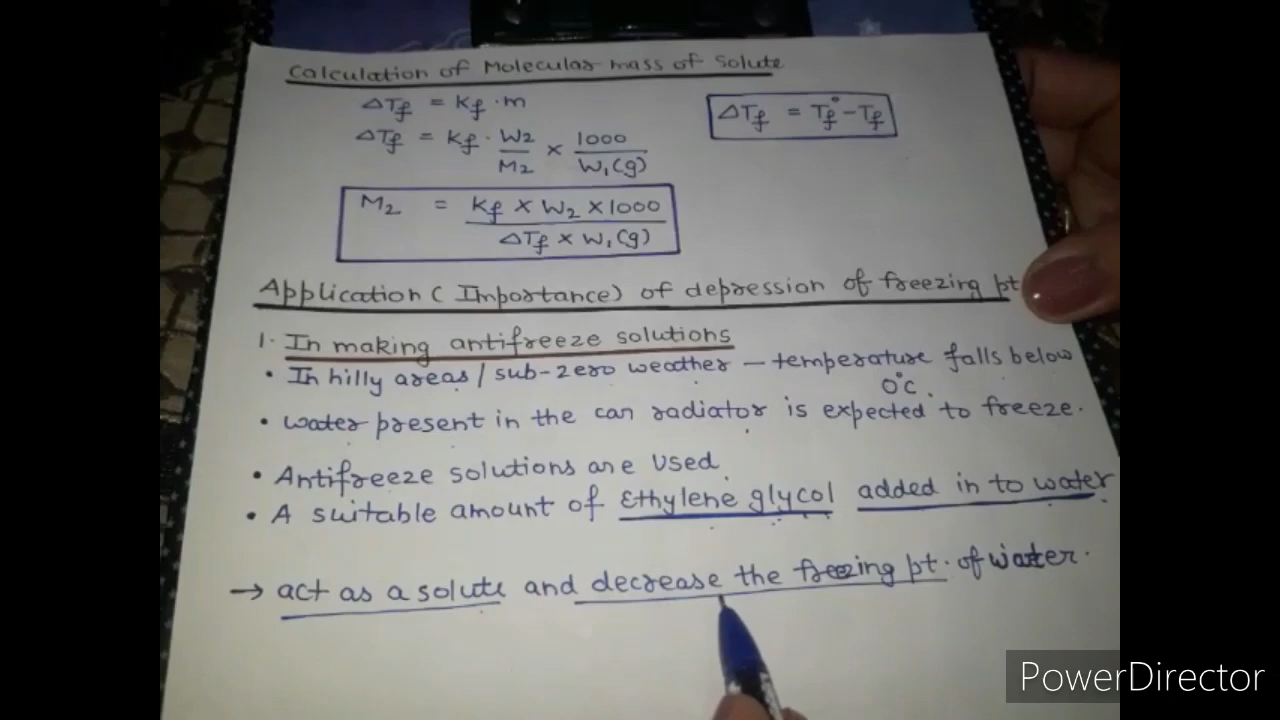 Calculation of Molecular mass of Solute
ΔTf = Kf . m
ΔTf = Tf° - Tf
ΔTf = Kf . W2/M2 × 1000/W1(g)
M2 = Kf × W2 × 1000 / ΔTf × W1(g)
Application (Importance) of depression of freezing pt
1. In making antifreeze solutions
• In hilly areas / sub-zero weather – temperature falls below
0°C.
• water present in the car radiator is expected to freeze.
• Antifreeze solutions are used
• A suitable amount of Ethylene glycol added in to water
→ act as a solute and decrease the freezing pt. of water.
PowerDirector